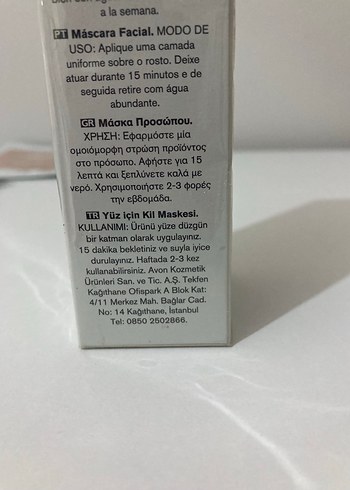 a la semana.
PT Máscara Facial. MODO DE
USO: Aplique uma camada
uniforme sobre o rosto. Deixe
atuar durante 15 minutos e de
seguida retire com água
abundante.
GR Μάσκα Προσώπου.
ΧΡΗΣΗ: Εφαρμόστε μία
ομοιόμορφη στρώση προϊόντος
στο πρόσωπο. Αφήστε για 15
λεπτά και ξεπλύνετε καλά με
νερό. Χρησιμοποιήστε 2-3 φορές
την εβδομάδα.
TR Yüz için Kil Maskesi.
KULLANIMI: Ürünü yüze düzgün
bir katman olarak uygulayınız.
15 dakika bekletiniz ve suyla iyice
durulayınız. Haftada 2-3 kez
kullanabilirsiniz. Avon Kozmetik
Ürünleri San. ve Tic. A.Ş. Tekfen
Kağıthane Ofispark A Blok Kat:
4/11 Merkez Mah. Bağlar Cad.
No: 14 Kağıthane, İstanbul
Tel: 0850 2502866.